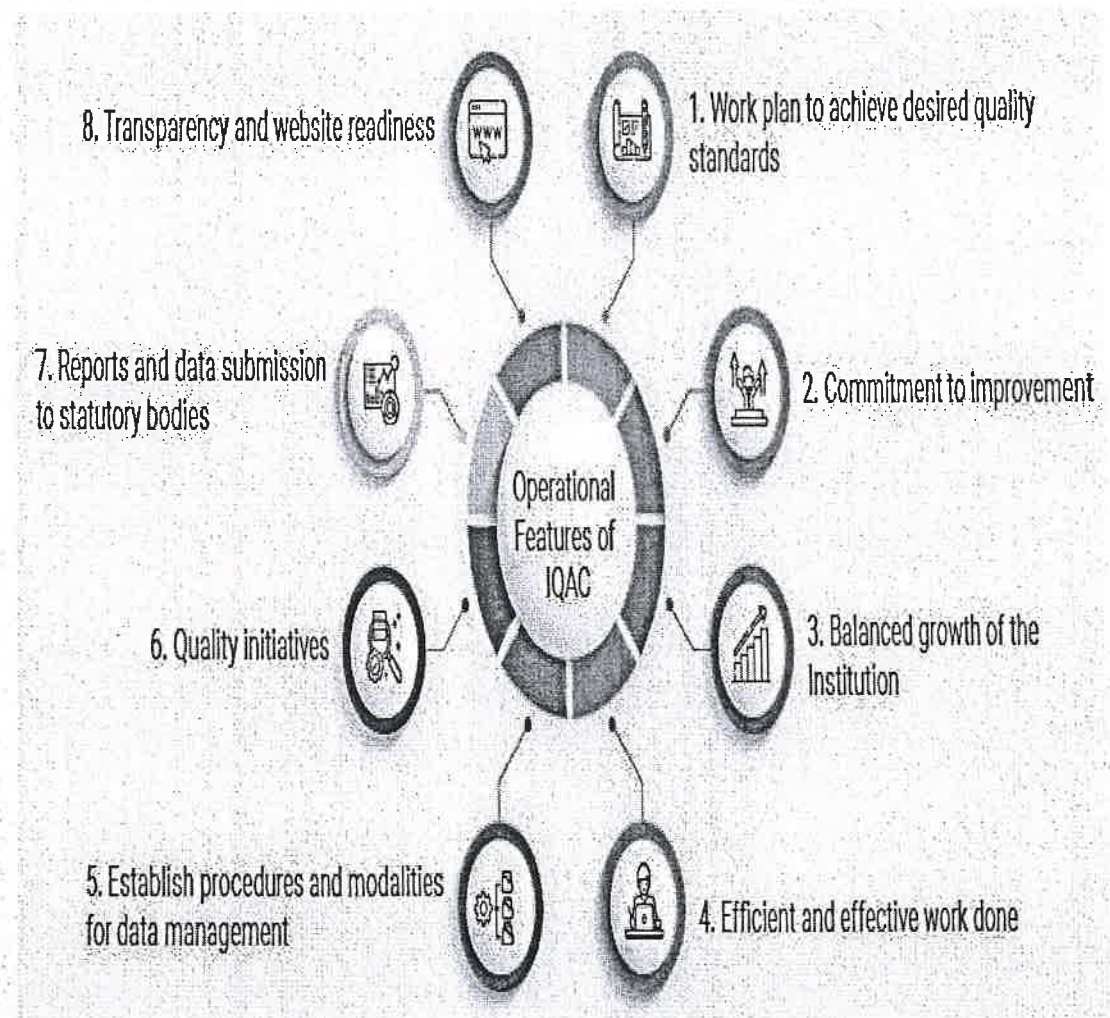 8. Transparency and website readiness
WWW
1. Work plan to achieve desired quality
standards
7. Reports and data submission
to statutory bodies
2. Commitment to improvement
Operational
Features of
IQAC
6. Quality initiatives
3. Balanced growth of the
Institution
5. Establish procedures and modalities
for data management
4. Efficient and effective work done